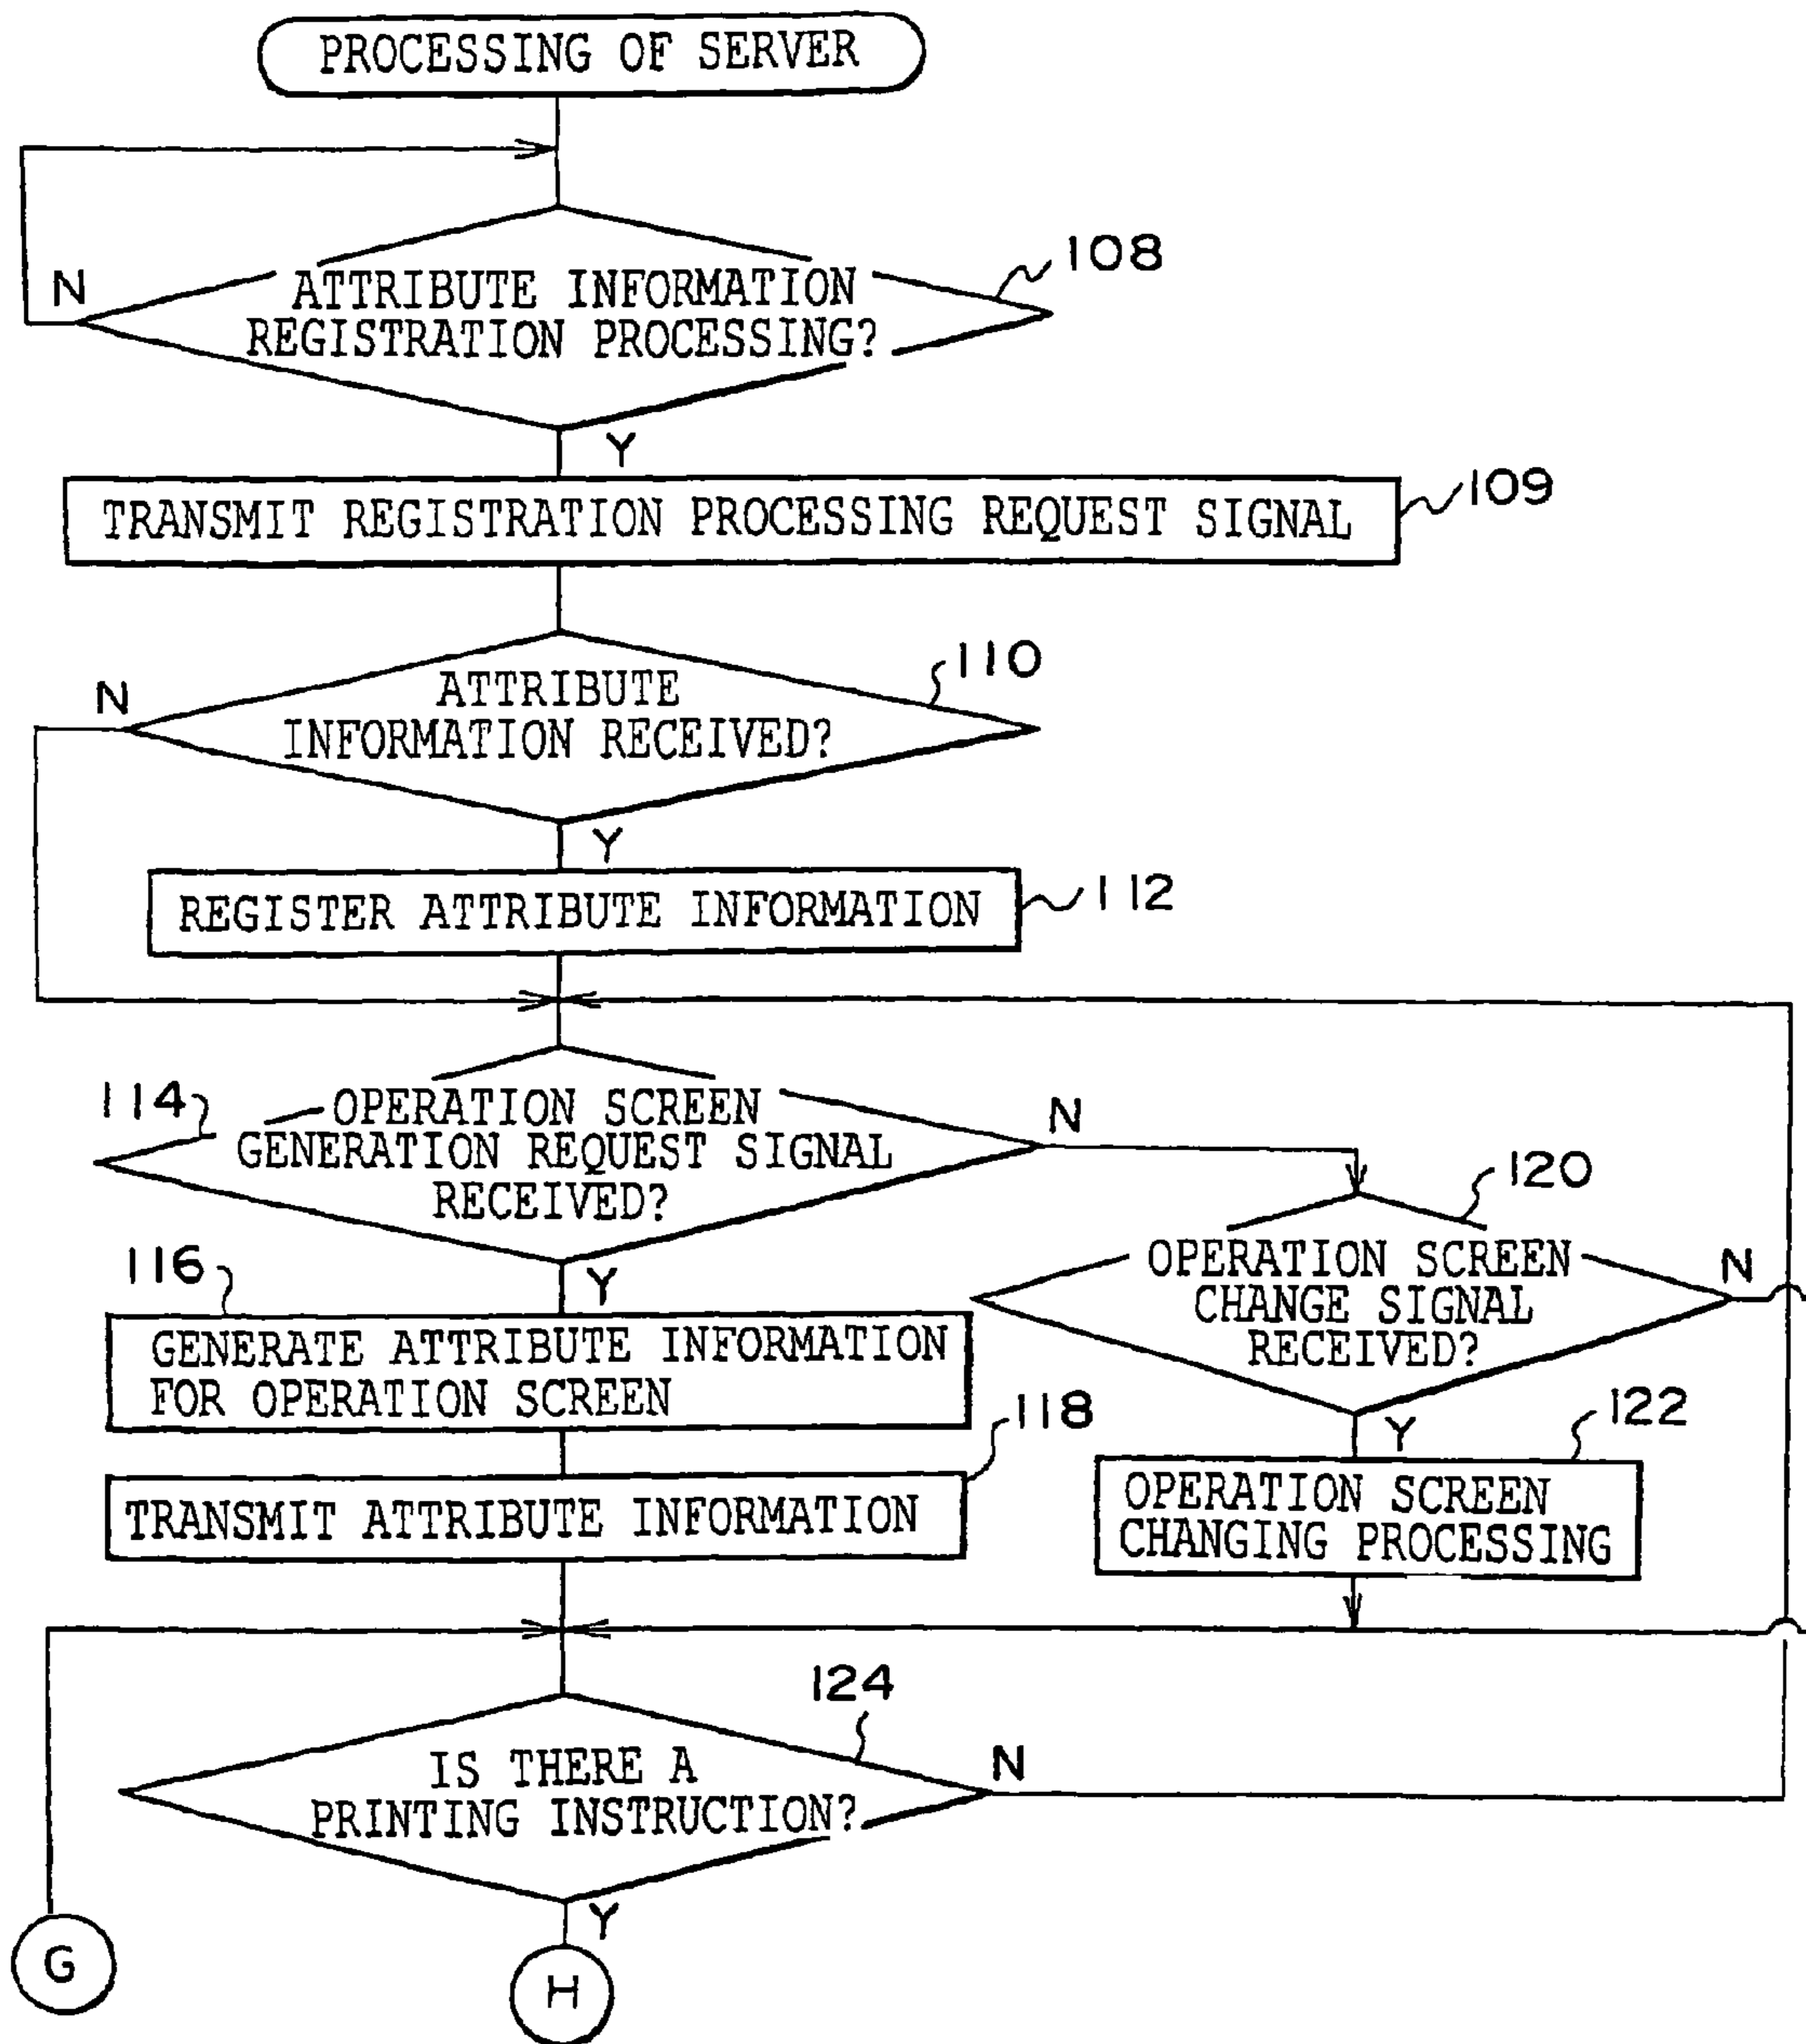 PROCESSING OF SERVER
108
N
ATTRIBUTE INFORMATION
REGISTRATION PROCESSING?
Y
TRANSMIT REGISTRATION PROCESSING REQUEST SIGNAL
109
110
N
ATTRIBUTE
INFORMATION RECEIVED?
Y
REGISTER ATTRIBUTE INFORMATION
112
114
OPERATION SCREEN
GENERATION REQUEST SIGNAL
RECEIVED?
N
120
116
Y
OPERATION SCREEN
CHANGE SIGNAL
RECEIVED?
N
GENERATE ATTRIBUTE INFORMATION
FOR OPERATION SCREEN
118
Y
122
TRANSMIT ATTRIBUTE INFORMATION
OPERATION SCREEN
CHANGING PROCESSING
124
IS THERE A
PRINTING INSTRUCTION?
N
Y
G
H